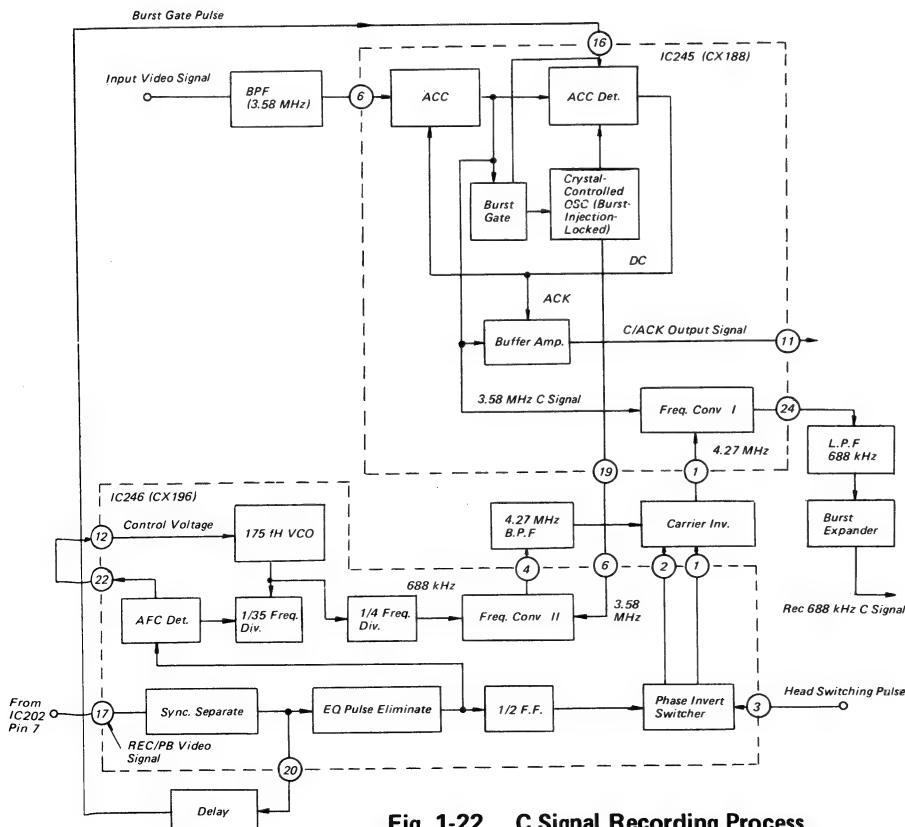 Burst Gate Pulse
16
IC245 (CX188)
Input Video Signal
BPF
(3.58 MHz)
6
ACC
ACC Det.
Burst
Gate
Crystal-
Controlled
OSC (Burst-
Injection-
Locked)
DC
ACK
Buffer Amp.
C/ACK Output Signal
11
3.58 MHz C Signal
Freq. Conv I
24
4.27 MHz
L.P.F
688 kHz
19
1
IC246 (CX196)
12
Control Voltage
175 fH VCO
4.27 MHz
B.P.F
Carrier Inv.
Burst
Expander
22
4
6
2
1
688 kHz
Rec 688 kHz C Signal
AFC Det.
1/35 Freq.
Div.
1/4 Freq.
Div.
Freq. Conv II
3.58
MHz
From
IC202
Pin 7
17
Sync. Separate
EQ Pulse Eliminate
1/2 F.F.
Phase Invert
Switcher
3
Head Switching Pulse
REC/PB Video
Signal
20
Delay
Fig. 1-22 C Signal Recording Process